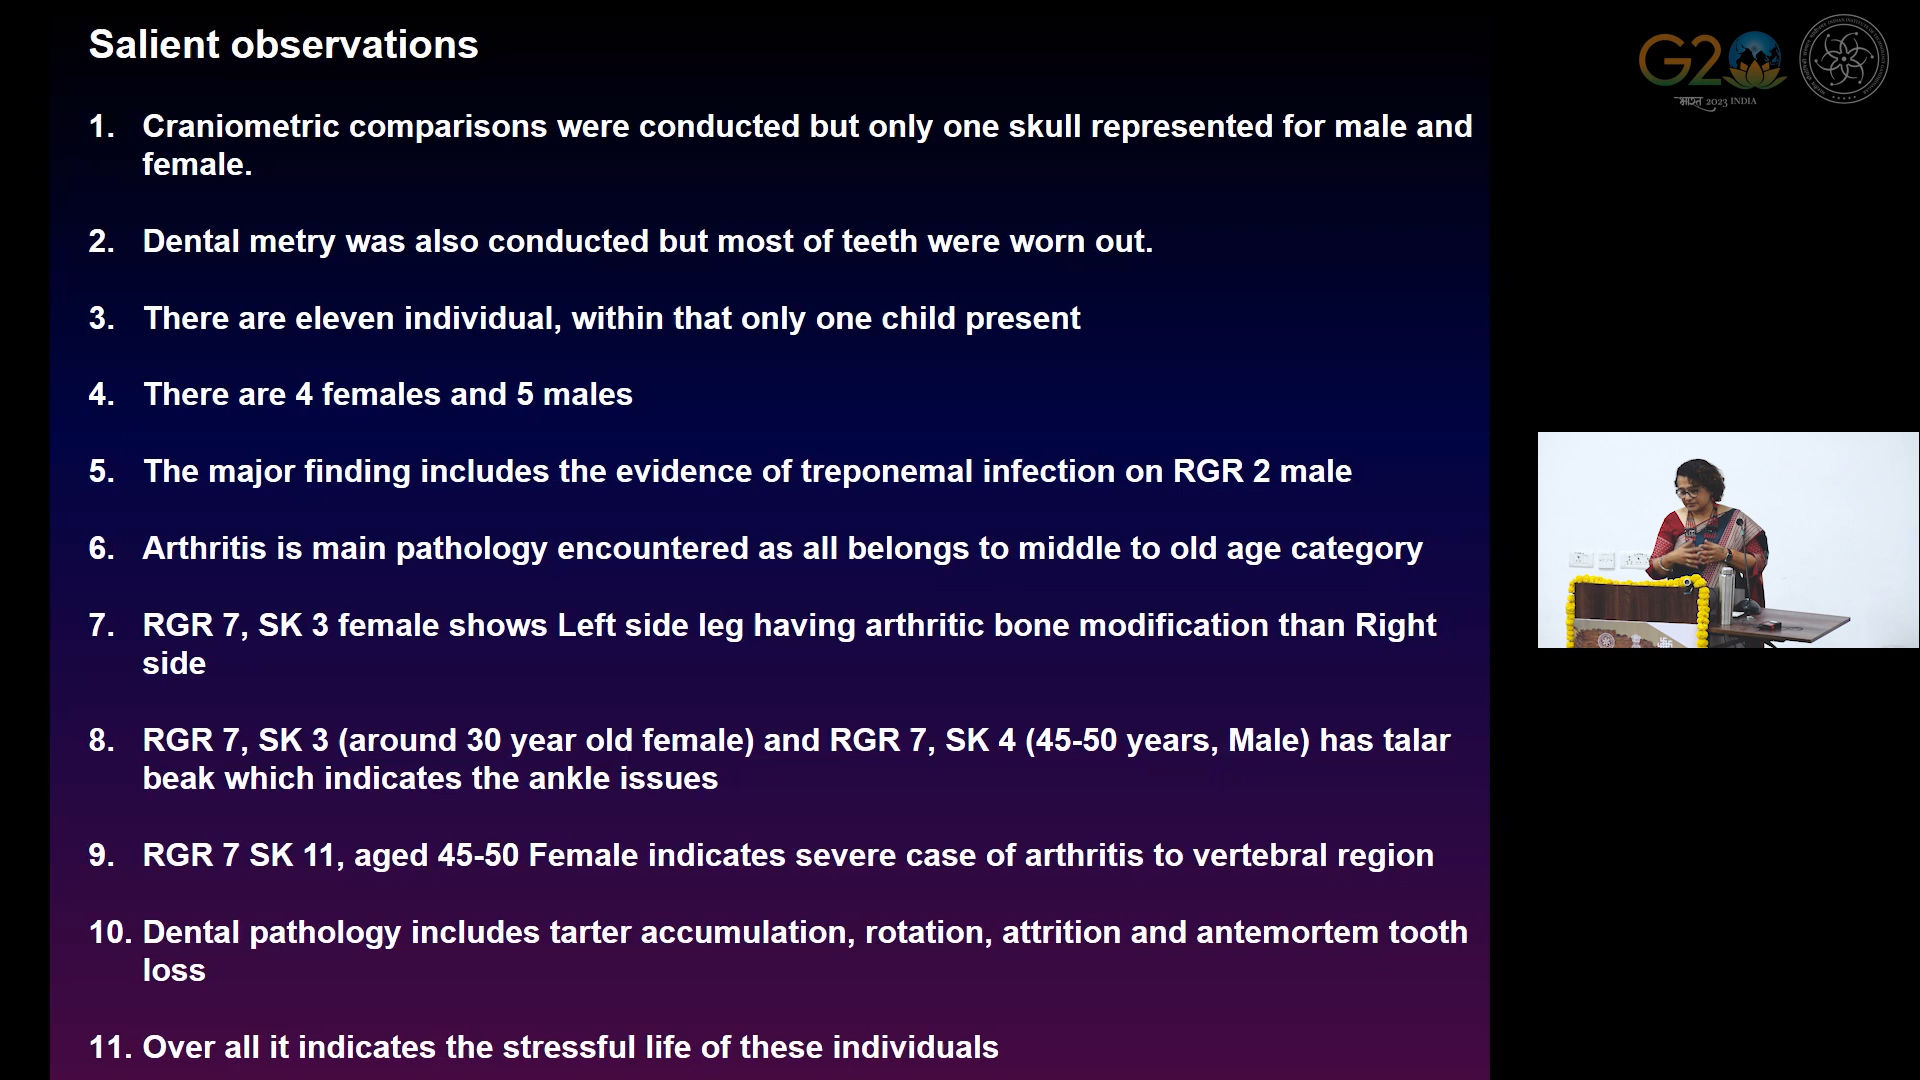 Salient observations
1. Craniometric comparisons were conducted but only one skull represented for male and
female.
2. Dental metry was also conducted but most of teeth were worn out.
3. There are eleven individual, within that only one child present
4. There are 4 females and 5 males
5. The major finding includes the evidence of treponemal infection on RGR 2 male
6. Arthritis is main pathology encountered as all belongs to middle to old age category
7. RGR 7, SK 3 female shows Left side leg having arthritic bone modification than Right
side
8. RGR 7, SK 3 (around 30 year old female) and RGR 7, SK 4 (45-50 years, Male) has talar
beak which indicates the ankle issues
9. RGR 7 SK 11, aged 45-50 Female indicates severe case of arthritis to vertebral region
10. Dental pathology includes tarter accumulation, rotation, attrition and antemortem tooth
loss
11. Over all it indicates the stressful life of these individuals
G20
भारत 2023 INDIA